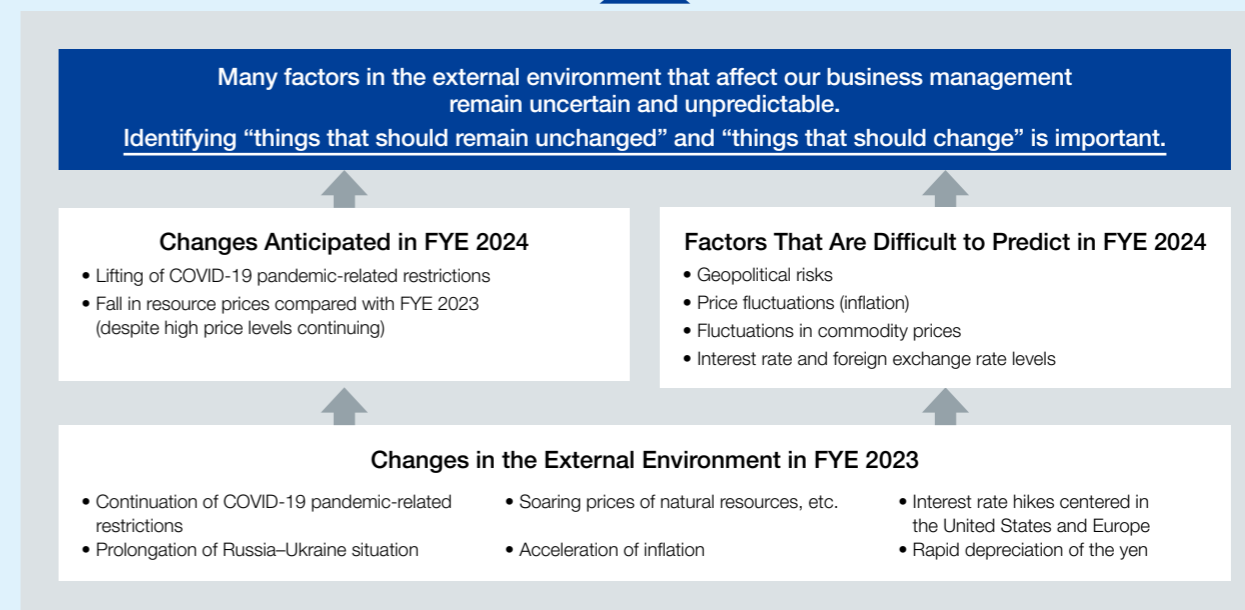 Many factors in the external environment that affect our business management
remain uncertain and unpredictable.
Identifying “things that should remain unchanged” and “things that should change” is important.
Changes Anticipated in FYE 2024
• Lifting of COVID-19 pandemic-related restrictions
• Fall in resource prices compared with FYE 2023
(despite high price levels continuing)
Factors That Are Difficult to Predict in FYE 2024
• Geopolitical risks
• Price fluctuations (inflation)
• Fluctuations in commodity prices
• Interest rate and foreign exchange rate levels
Changes in the External Environment in FYE 2023
• Continuation of COVID-19 pandemic-related
restrictions
• Prolongation of Russia–Ukraine situation
• Soaring prices of natural resources, etc.
• Acceleration of inflation
• Interest rate hikes centered in
the United States and Europe
• Rapid depreciation of the yen